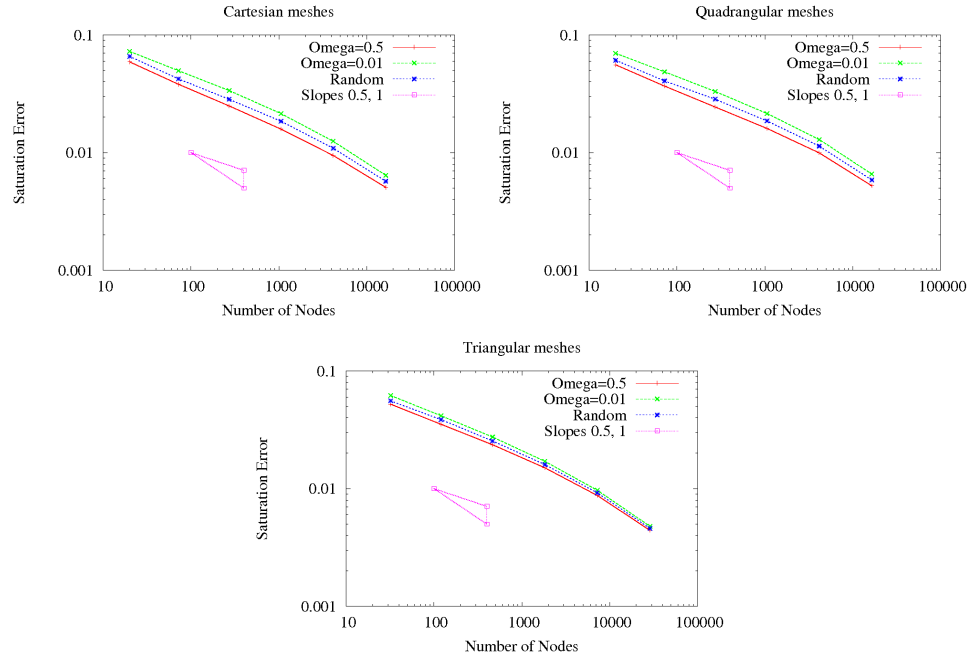 Cartesian meshes
0.1
0.01
0.001
10
100
1000
10000
100000
Saturation Error
Number of Nodes
Omega=0.5
Omega=0.01
Random
Slopes 0.5, 1
Quadrangular meshes
0.1
0.01
0.001
10
100
1000
10000
100000
Saturation Error
Number of Nodes
Omega=0.5
Omega=0.01
Random
Slopes 0.5, 1
Triangular meshes
0.1
0.01
0.001
10
100
1000
10000
100000
Saturation Error
Number of Nodes
Omega=0.5
Omega=0.01
Random
Slopes 0.5, 1